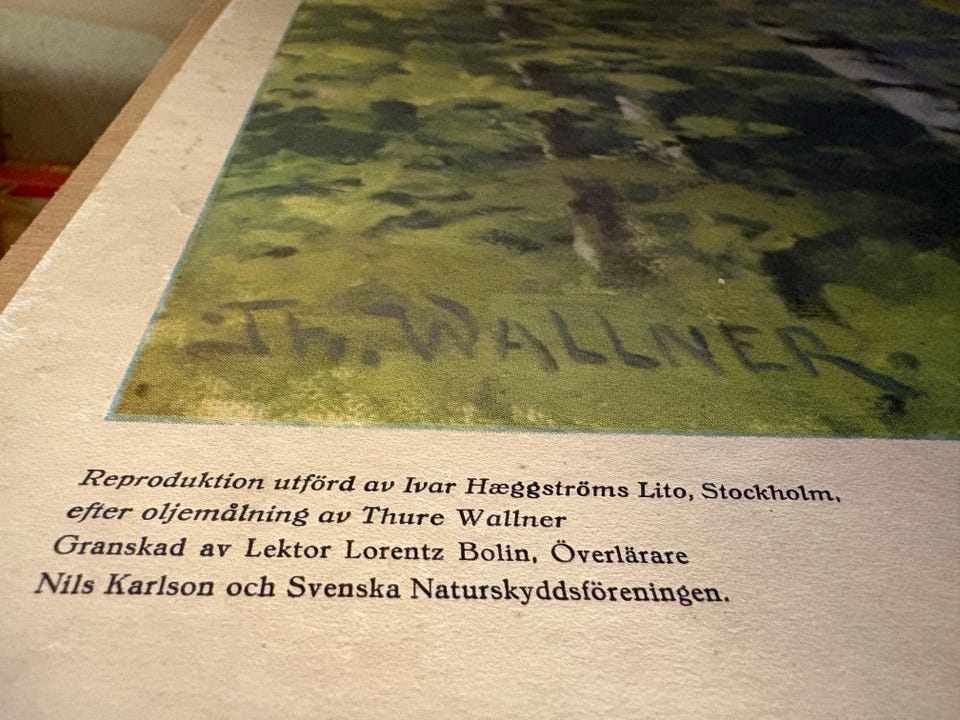 Th. WALLNER.
Reproduktion utförd av Ivar Hæggströms Lito, Stockholm,
efter oljemålning av Thure Wallner
Granskad av Lektor Lorentz Bolin, Överlärare
Nils Karlson och Svenska Naturskyddsföreningen.